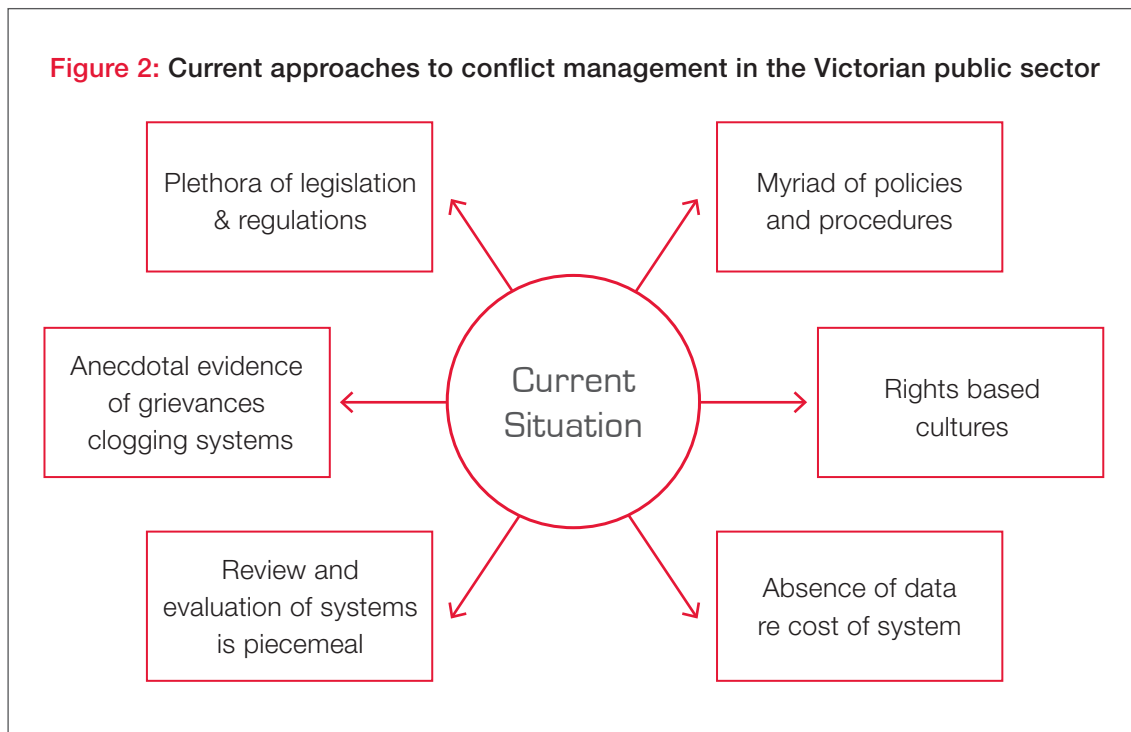 Figure 2: Current approaches to conflict management in the Victorian public sector
Plethora of legislation
& regulations
Myriad of policies
and procedures
Anecdotal evidence
of grievances
clogging systems
Current
Situation
Rights based
cultures
Review and
evaluation of systems
is piecemeal
Absence of data
re cost of system